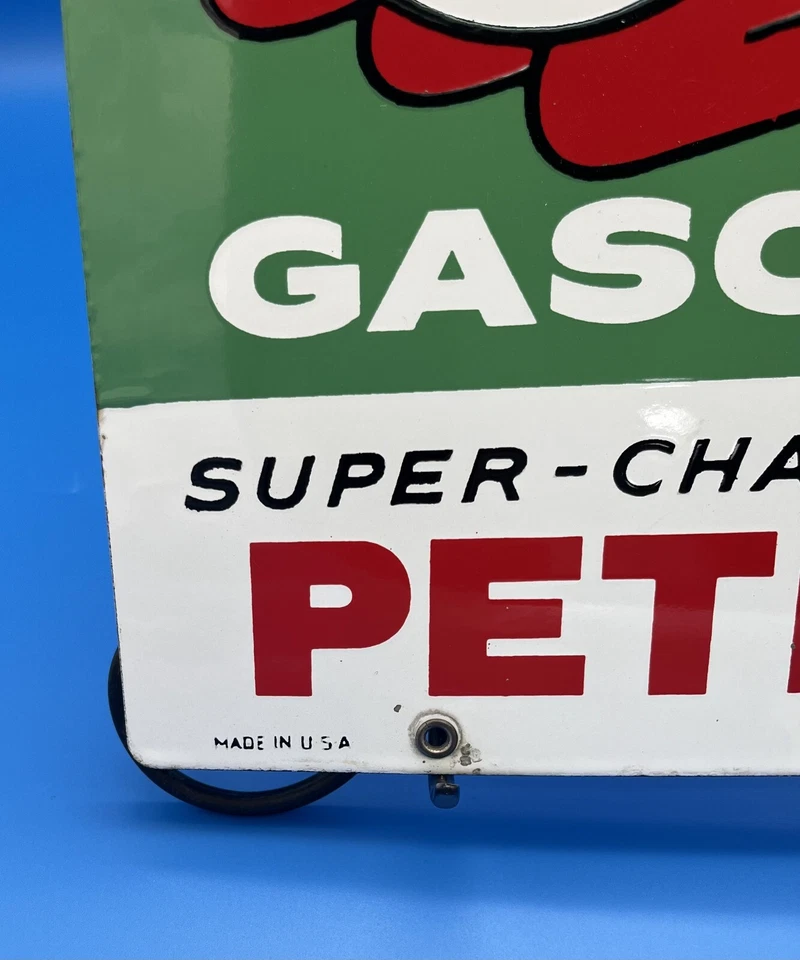 GASO
SUPER-CHA
PET
MADE IN U S A